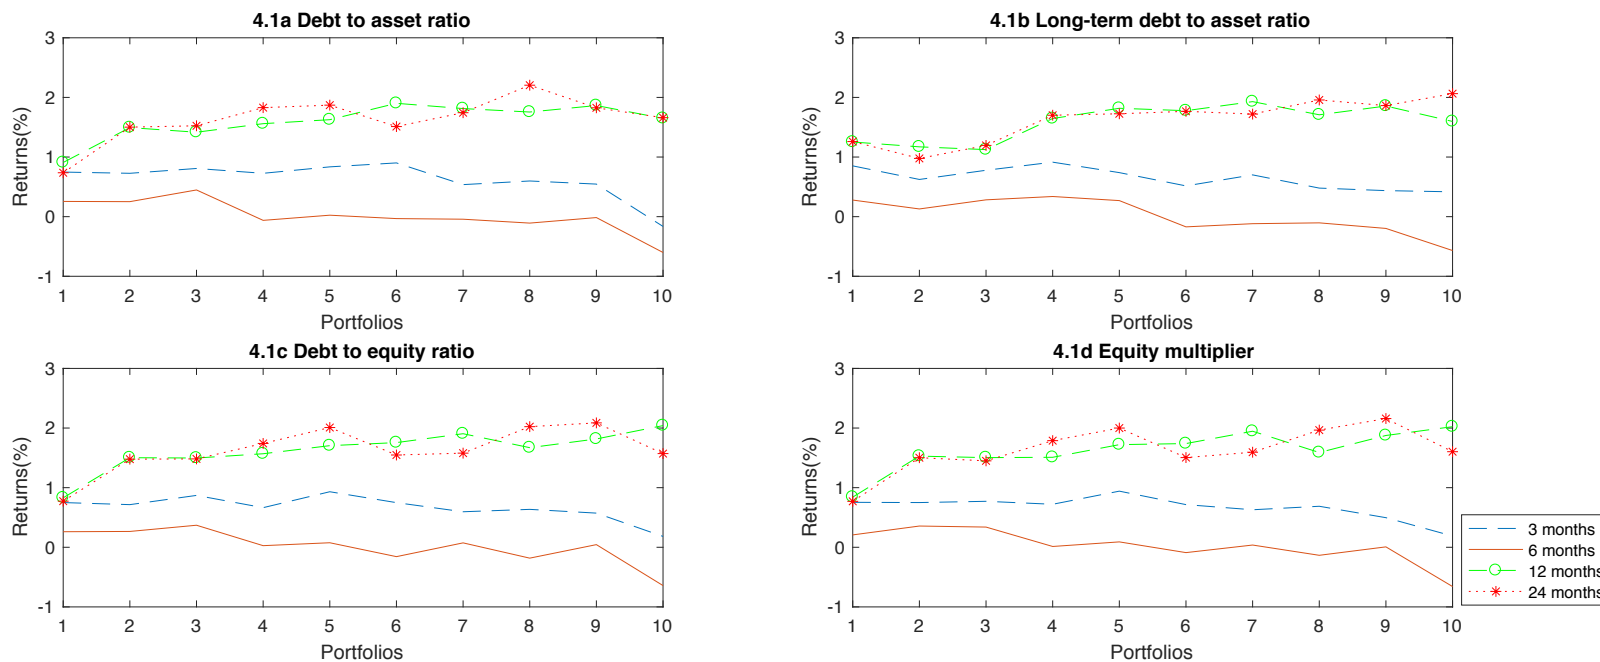 4.1a Debt to asset ratio
3
2
1
0
-1
Returns(%)
1 2 3 4 5 6 7 8 9 10
Portfolios
4.1b Long-term debt to asset ratio
3
2
1
0
-1
Returns(%)
1 2 3 4 5 6 7 8 9 10
Portfolios
4.1c Debt to equity ratio
3
2
1
0
-1
Returns(%)
1 2 3 4 5 6 7 8 9 10
Portfolios
4.1d Equity multiplier
3
2
1
0
-1
Returns(%)
1 2 3 4 5 6 7 8 9 10
Portfolios
3 months
6 months
12 months
24 months